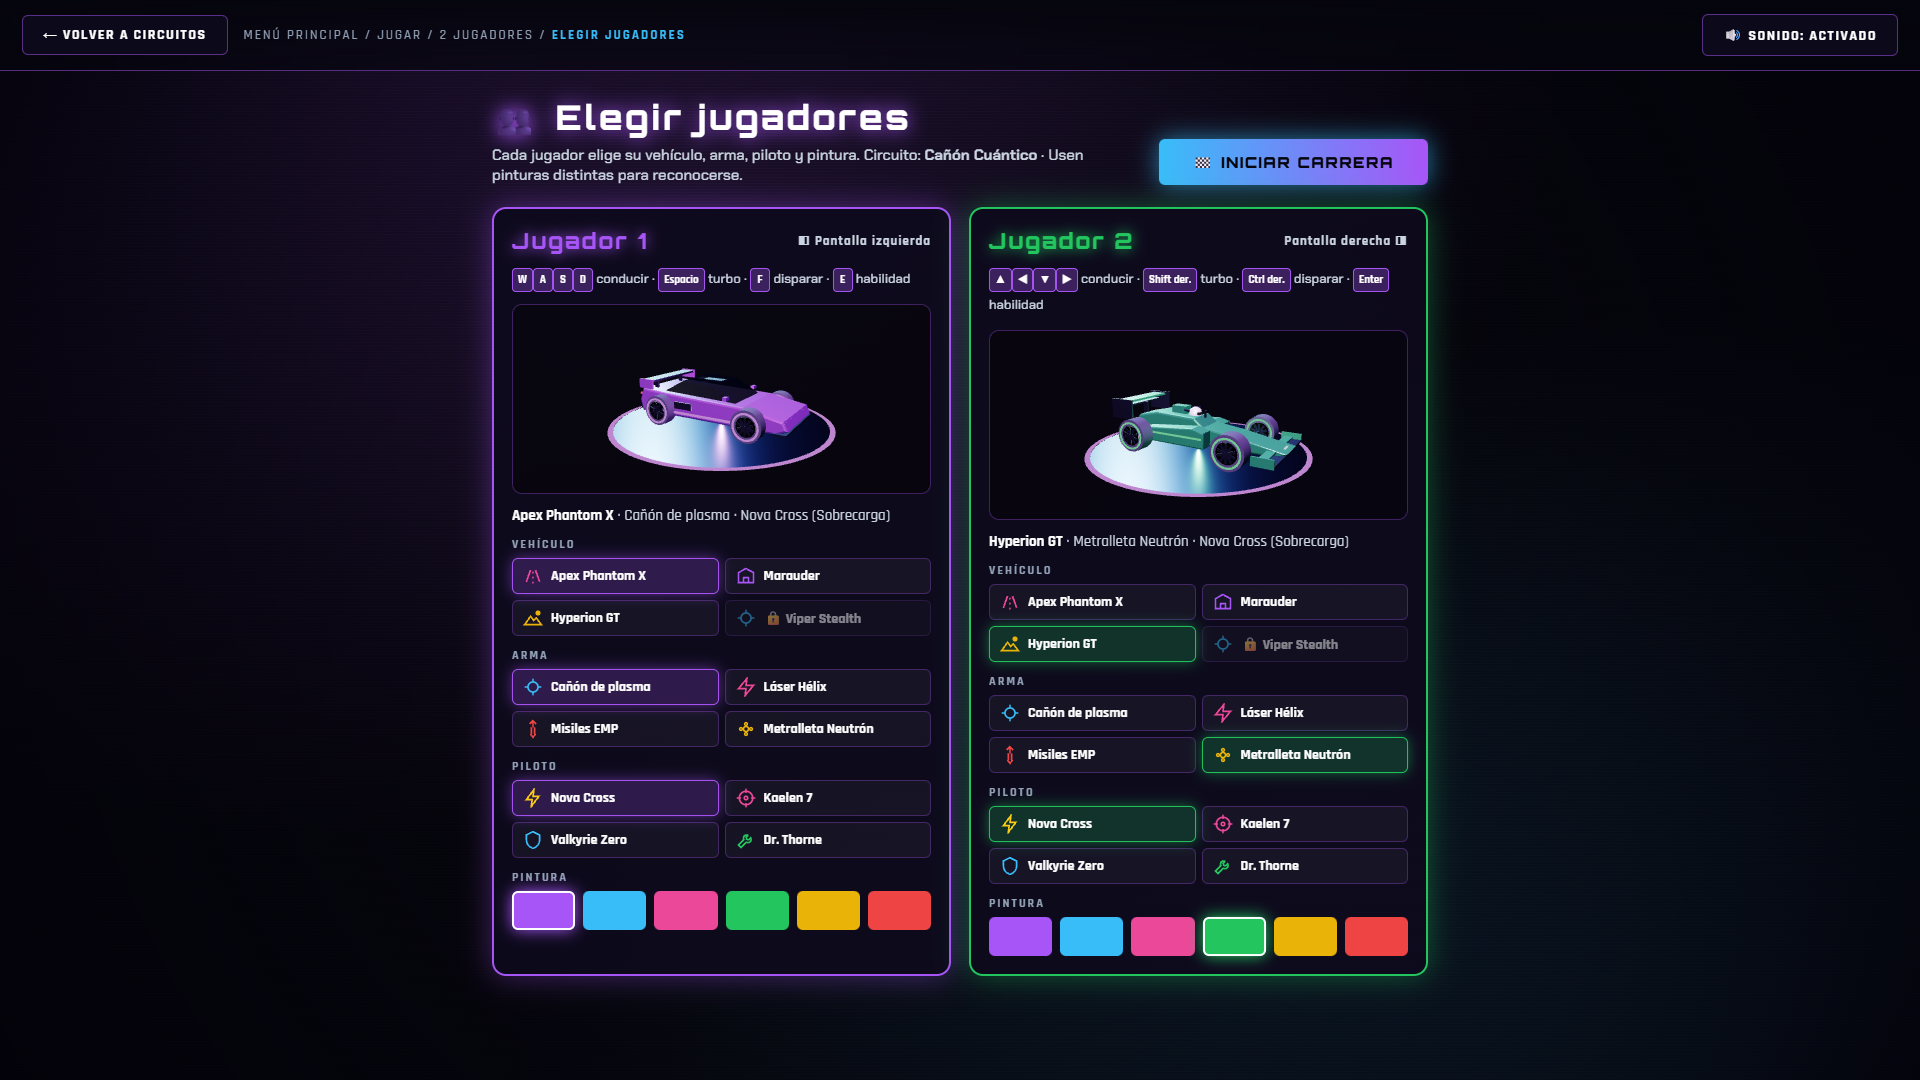 ← VOLVER A CIRCUITOS
MENÚ PRINCIPAL / JUGAR / 2 JUGADORES / ELEGIR JUGADORES
SONIDO: ACTIVADO
Elegir jugadores
Cada jugador elige su vehículo, arma, piloto y pintura. Circuito: Cañón Cuántico · Usen
pinturas distintas para reconocerse.
INICIAR CARRERA
Jugador 1
Pantalla izquierda
W A S D conducir · Espacio turbo · F disparar · E habilidad
Apex Phantom X · Cañón de plasma · Nova Cross (Sobrecarga)
VEHÍCULO
Apex Phantom X
Marauder
Hyperion GT
Viper Stealth
ARMA
Cañón de plasma
Láser Hélix
Misiles EMP
Metralleta Neutrón
PILOTO
Nova Cross
Kaelen 7
Valkyrie Zero
Dr. Thorne
PINTURA
Jugador 2
Pantalla derecha
▲ ◀ ▼ ▶ conducir · Shift der. turbo · Ctrl der. disparar · Enter
habilidad
Hyperion GT · Metralleta Neutrón · Nova Cross (Sobrecarga)
VEHÍCULO
Apex Phantom X
Marauder
Hyperion GT
Viper Stealth
ARMA
Cañón de plasma
Láser Hélix
Misiles EMP
Metralleta Neutrón
PILOTO
Nova Cross
Kaelen 7
Valkyrie Zero
Dr. Thorne
PINTURA